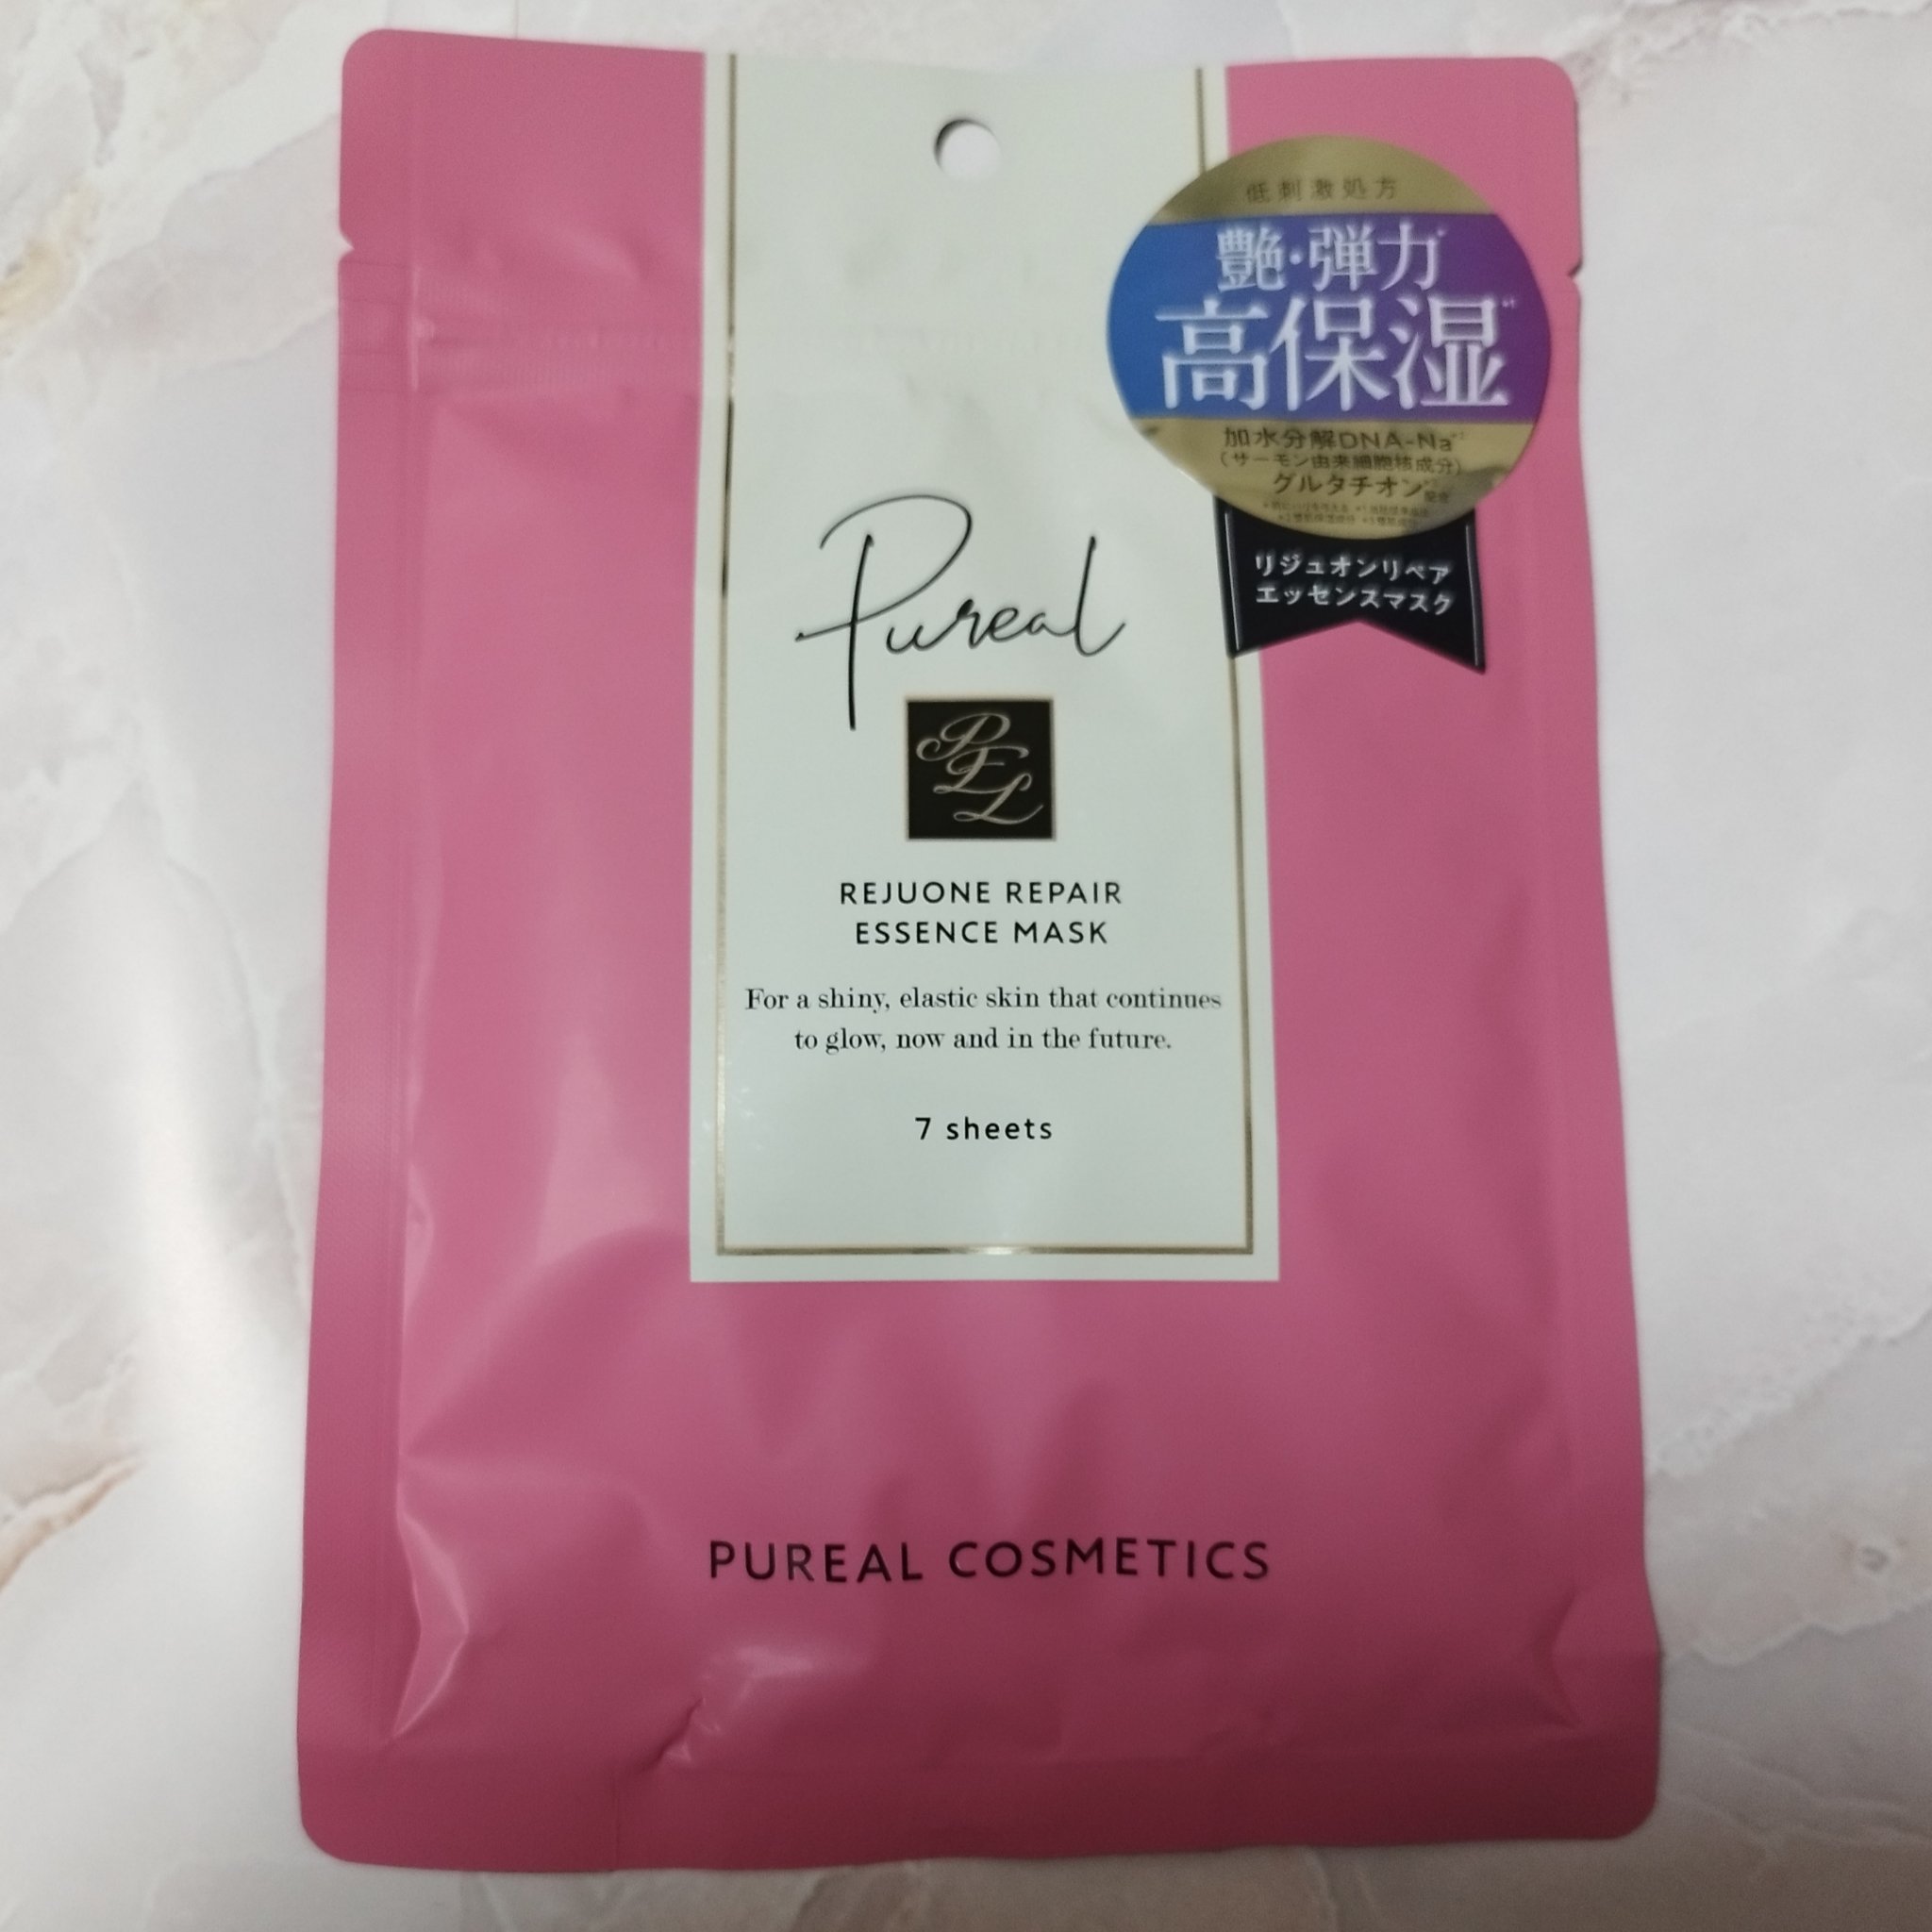 低刺激処方
艶・弾力
高保湿
加水分解DNA-Na
(サーモン由来細胞核成分)
グルタチオン配合
リジュオンリペア
エッセンスマスク
Pureal
PEL
REJUONE REPAIR
ESSENCE MASK
For a shiny, elastic skin that continues
to glow, now and in the future.
7 sheets
PUREAL COSMETICS